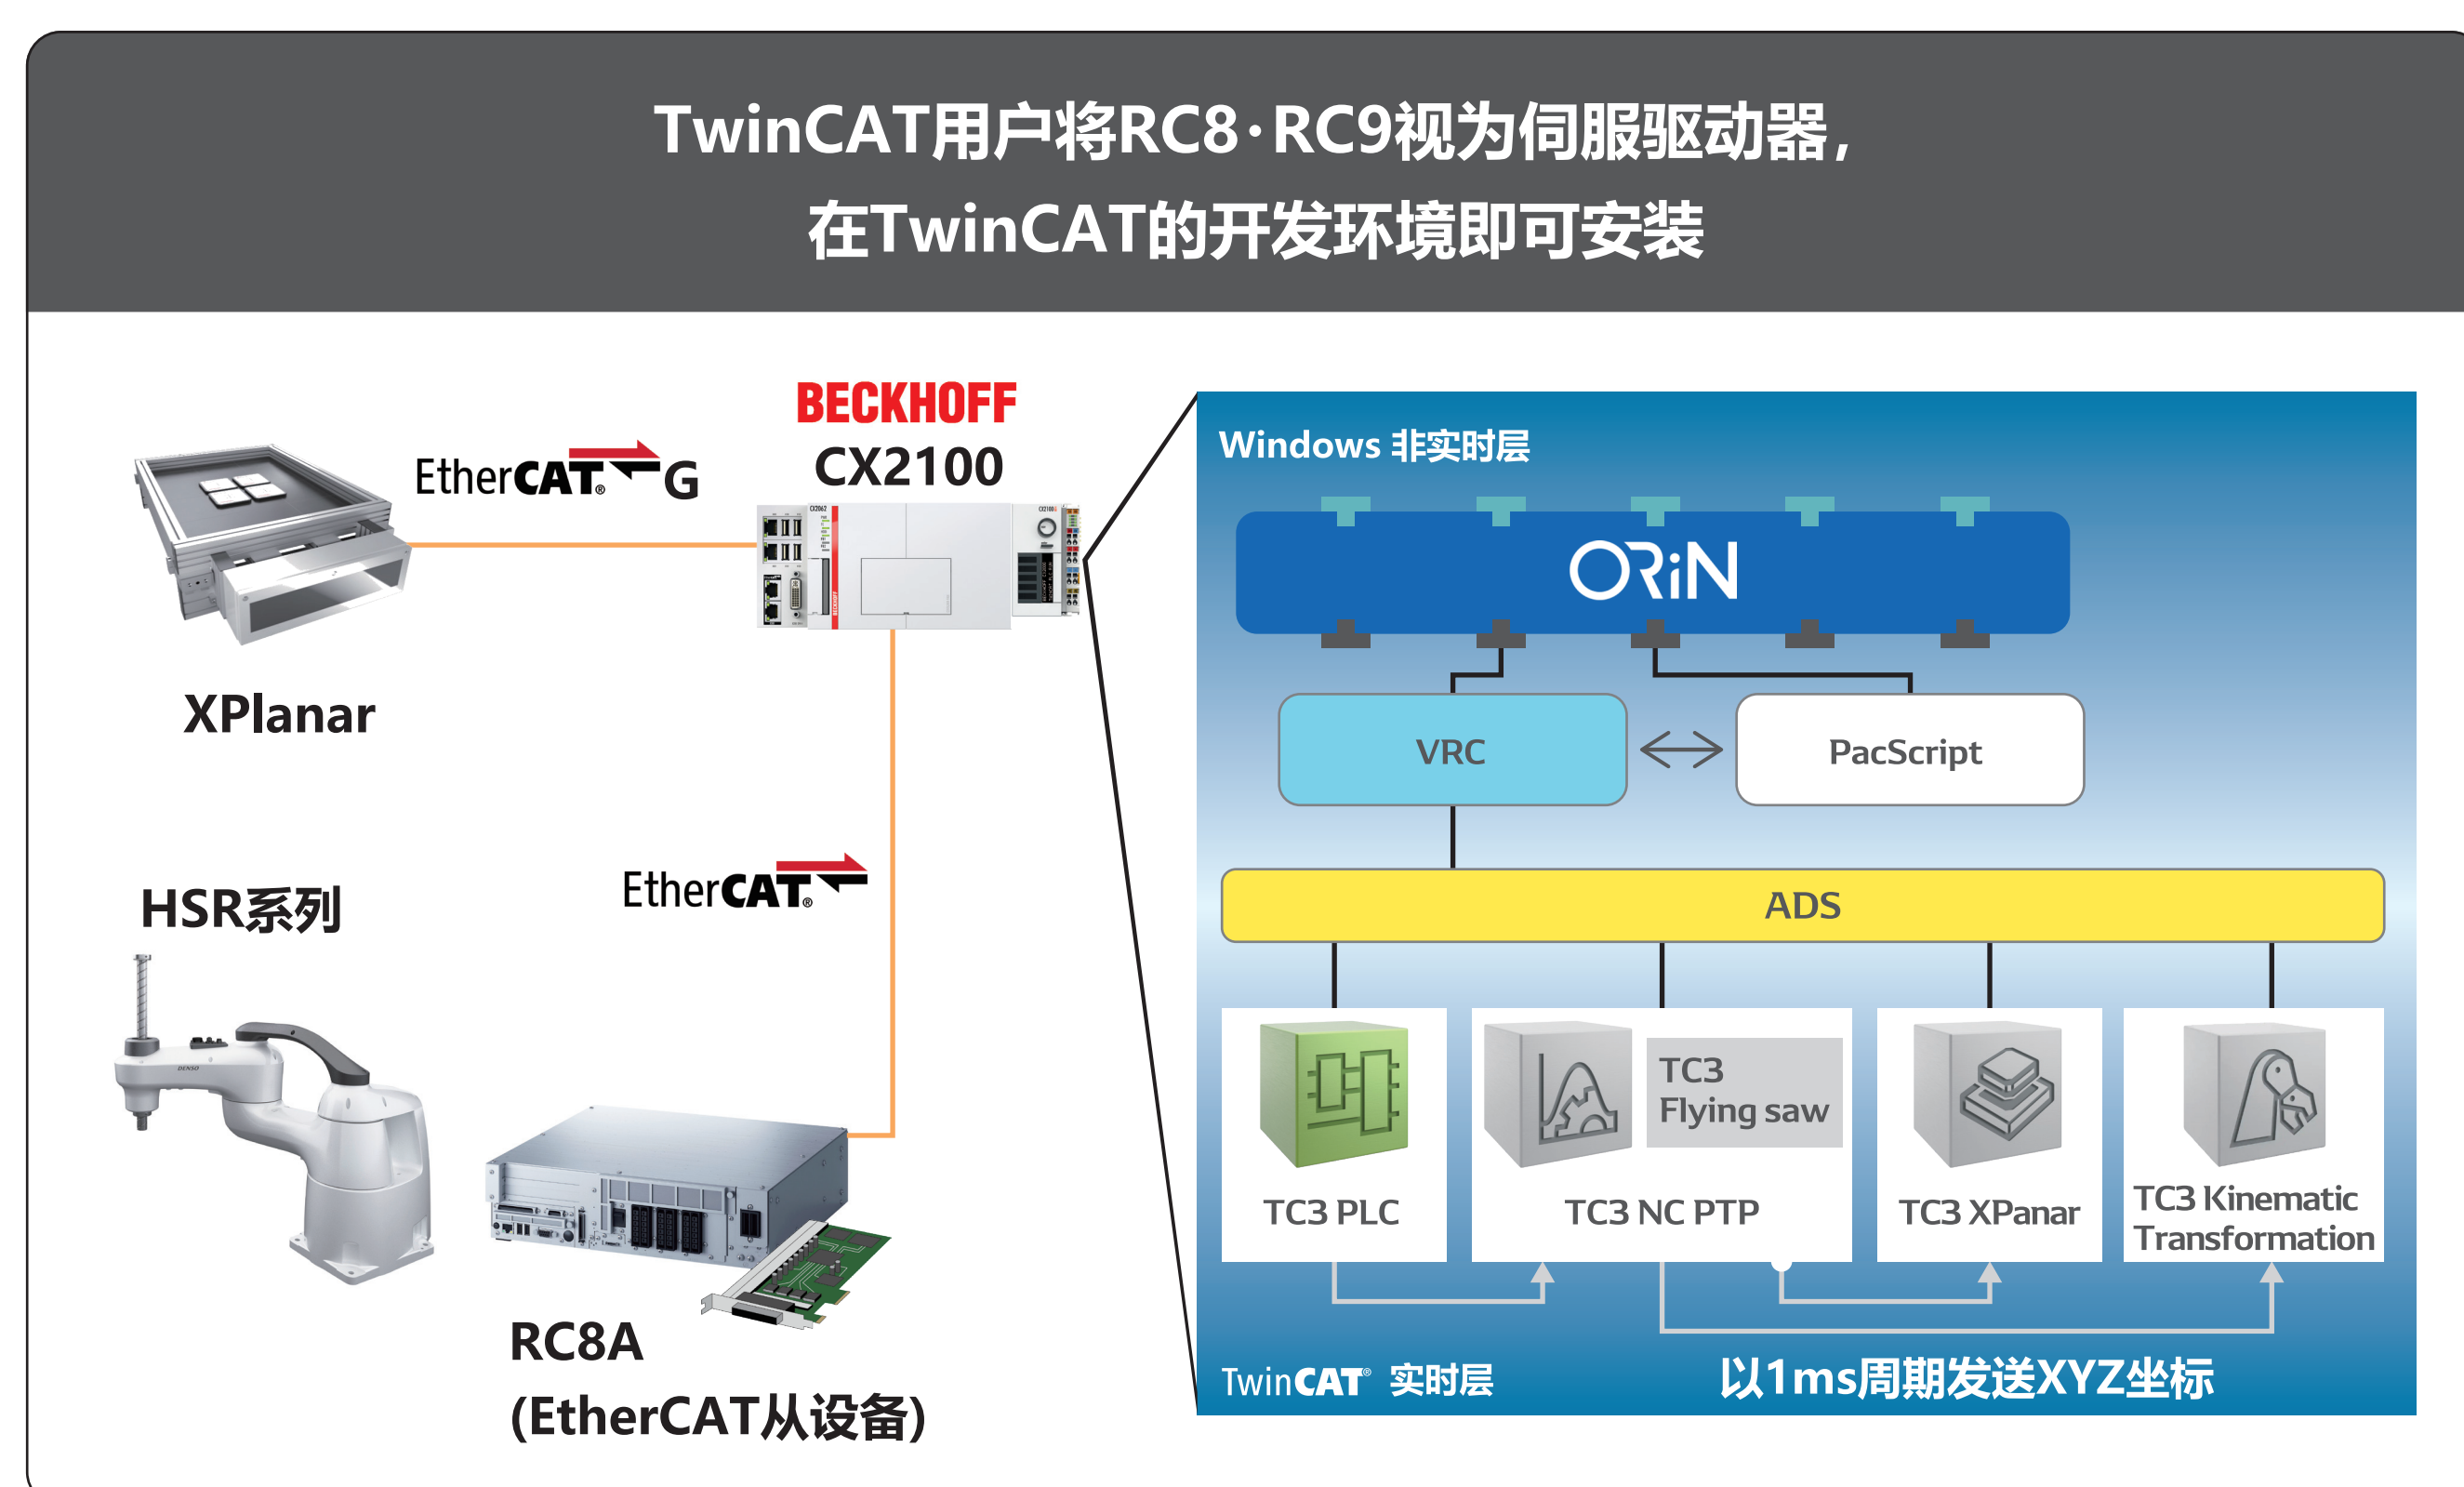 TwinCAT用户将RC8·RC9视为伺服驱动器,
在TwinCAT的开发环境即可安装
BECKHOFF
CX2100
EtherCAT® G
XPlanar
CX2062
CX2100
BECKHOFF
EtherCAT®
HSR系列
DENSO
RC8A
(EtherCAT从设备)
Windows 非实时层
ORiN
VRC
PacScript
ADS
TC3
Flying saw
TC3 PLC
TC3 NC PTP
TC3 XPanar
TC3 Kinematic
Transformation
TwinCAT® 实时层
以1ms周期发送XYZ坐标